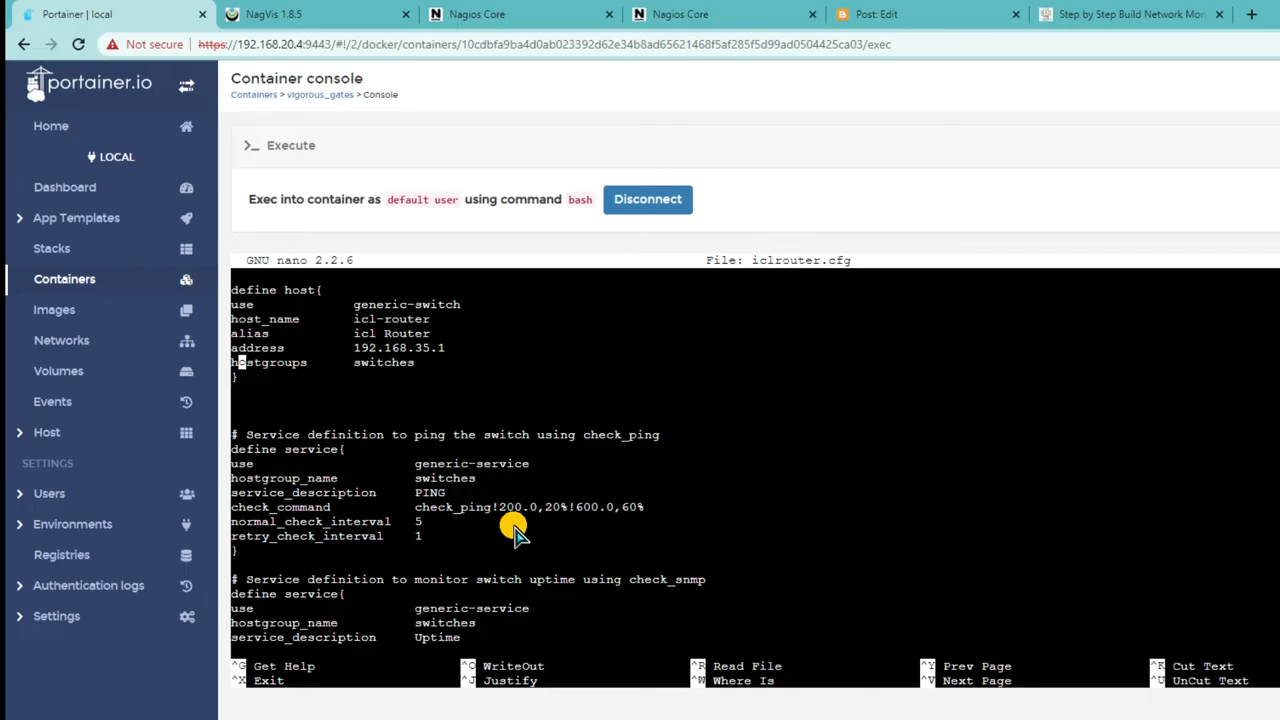 Portainer | local
NagVis 1.8.5
Nagios Core
Nagios Core
Post: Edit
Step by Step Build Network Mon
Not secure
https://192.168.20.4:9443/#!/2/docker/containers/10cdbfa9ba4d0ab023392d62e34b8ad65621468f5af285f5d99ad0504425ca03/exec
portainer.io
Home
LOCAL
Dashboard
App Templates
Stacks
Containers
Images
Networks
Volumes
Events
Host
SETTINGS
Users
Environments
Registries
Authentication logs
Settings
Container console
Containers > vigorous_gates > Console
>_ Execute
Exec into container as default user using command bash Disconnect
GNU nano 2.2.6 File: iclrouter.cfg
define host{
use generic-switch
host_name icl-router
alias icl Router
address 192.168.35.1
hostgroups switches
}
# Service definition to ping the switch using check_ping
define service{
use generic-service
hostgroup_name switches
service_description PING
check_command check_ping!200.0,20%!600.0,60%
normal_check_interval 5
retry_check_interval 1
}
# Service definition to monitor switch uptime using check_snmp
define service{
use generic-service
hostgroup_name switches
service_description Uptime
^G Get Help ^O WriteOut ^R Read File ^Y Prev Page ^K Cut Text
^X Exit ^J Justify ^W Where Is ^V Next Page ^U UnCut Text